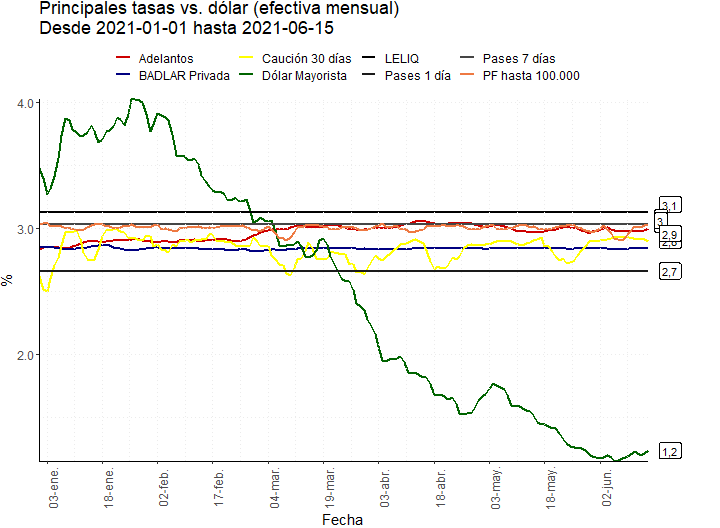 Principales tasas vs. dólar (efectiva mensual)
Desde 2021-01-01 hasta 2021-06-15
Adelantos Caución 30 días LELIQ Pases 7 días
BADLAR Privada Dólar Mayorista Pases 1 día PF hasta 100.000
4.0
3.0
2.0
%
3,1
3
2,9
2,8
2,7
1,2
03-ene.
18-ene.
02-feb.
17-feb.
04-mar.
19-mar.
03-abr.
18-abr.
03-may.
18-may.
02-jun.
Fecha